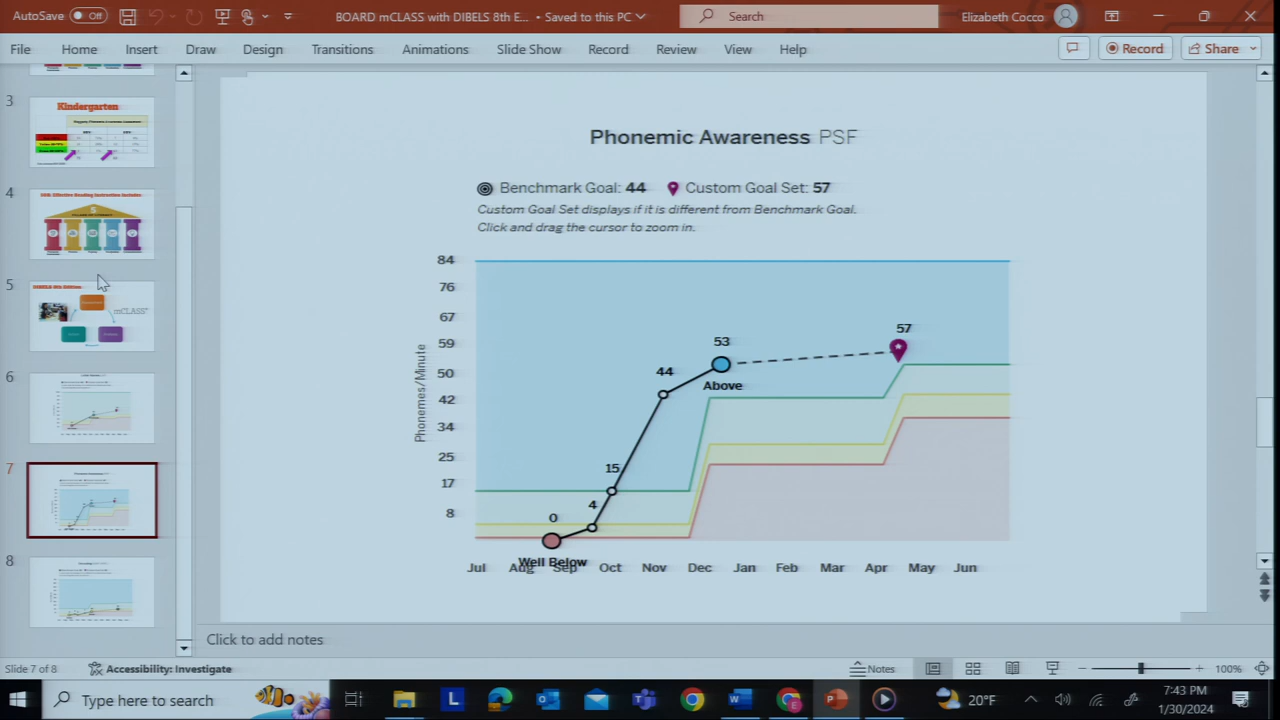 AutoSave Off BOARD mClASS with DIBELS 8th E... • Saved to this PC Search Elizabeth Cocco
File Home Insert Draw Design Transitions Animations Slide Show Record Review View Help Record Share
3
Kindergarten
4
5
DIBELS 8th Edition
mCLASS
6
7
8
Phonemic Awareness PSF
Benchmark Goal: 44 Custom Goal Set: 57
Custom Goal Set displays if it is different from Benchmark Goal.
Click and drag the cursor to zoom in.
84
76
67
59
50
42
34
25
17
8
Phonemes/Minute
0
4
15
44
53
57
Well Below
Above
Jul Aug Sep Oct Nov Dec Jan Feb Mar Apr May Jun
Click to add notes
Slide 7 of 8 Accessibility: Investigate Notes 100%
Type here to search 20°F 7:43 PM
1/30/2024